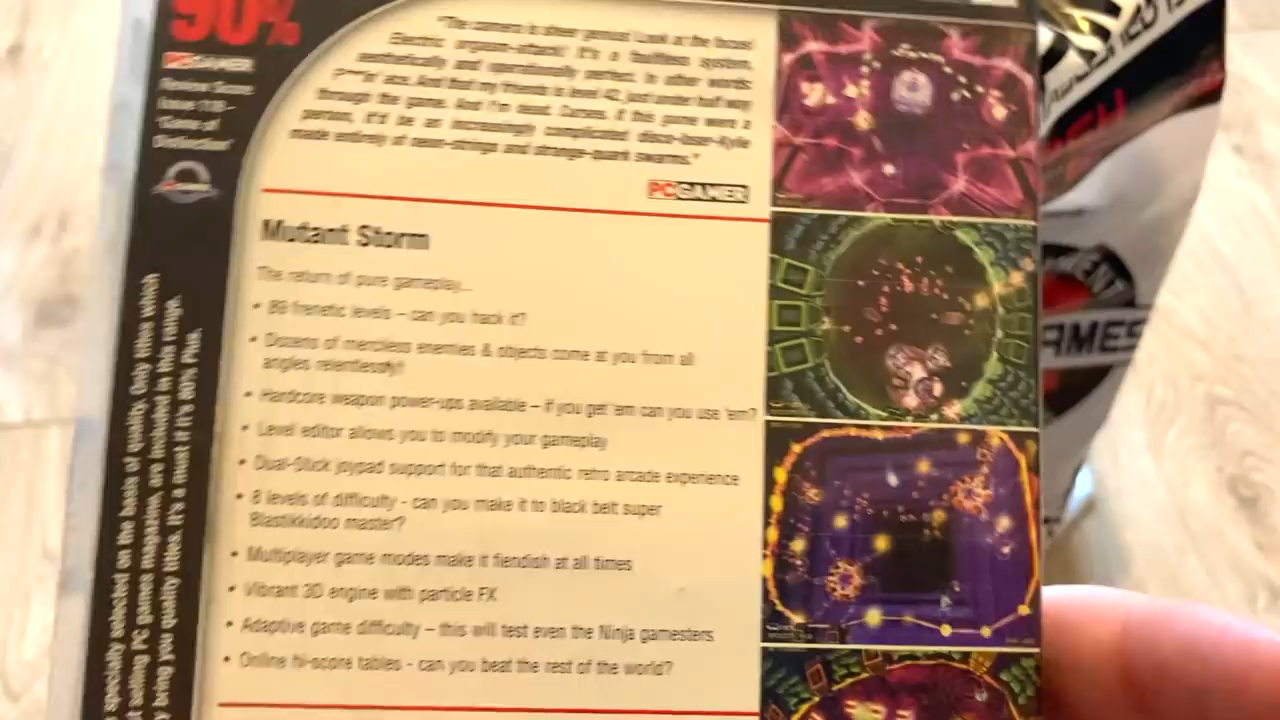 90%
PC GAMER
Review Score
"The camera is sheer genius! Look at the focus!
Electric orgasm-attack! It's a faultless system,
aesthetically and operationally perfect. In other words
ace. And that my friends is level 42, just under half way
through the game. And I'm dead. Curses. If this game were a
person, it'd be an increasingly complicated
made entirely of neon-strings and strange-quark swarms."
PC GAMER
Mutant Storm
The return of pure gameplay...
• 89 frenetic levels – can you hack it?
• Dozens of merciless enemies & objects come at you from all
angles relentlessly!
• Hardcore weapon power-ups available – if you get 'em can you use 'em?
• Level editor allows you to modify your gameplay
• Dual-Stick joypad support for that authentic retro arcade experience
• 8 levels of difficulty - can you make it to black belt super
Blastikkidoo master?
• Multiplayer game modes make it fiendish at all times
• Vibrant 3D engine with particle FX
• Adaptive game difficulty – this will test even the Ninja gamesters
• Online hi-score tables - can you beat the rest of the world?
specially selected on the basis of quality. Only titles which
selling PC games magazine, are included in this range.
bring you quality titles. It's a must if it's 80% Plus.
GAMES